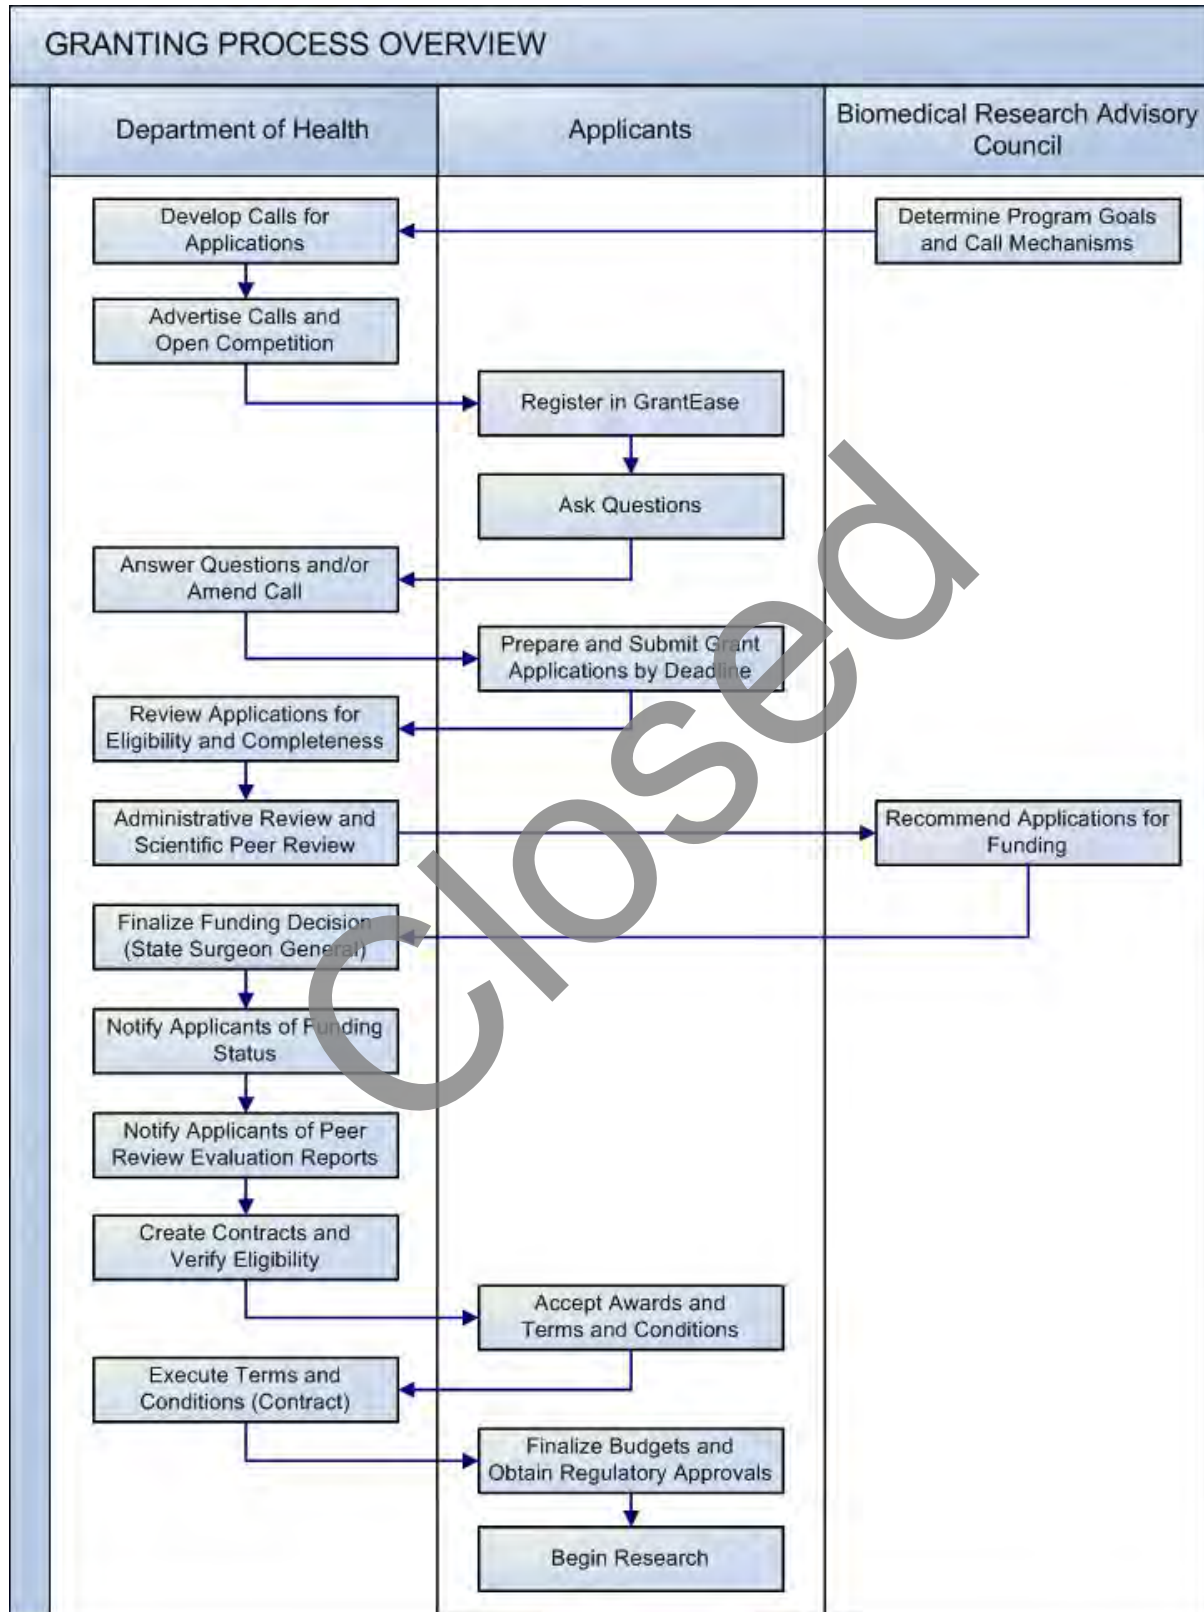 GRANTING PROCESS OVERVIEW
Department of Health
Applicants
Biomedical Research Advisory
Council
Develop Calls for
Applications
Determine Program Goals
and Call Mechanisms
Advertise Calls and
Open Competition
Register in GrantEase
Ask Questions
Answer Questions and/or
Amend Call
Prepare and Submit Grant
Applications by Deadline
Review Applications for
Eligibility and Completeness
Administrative Review and
Scientific Peer Review
Recommend Applications for
Funding
Finalize Funding Decision
(State Surgeon General)
Notify Applicants of Funding
Status
Notify Applicants of Peer
Review Evaluation Reports
Create Contracts and
Verify Eligibility
Accept Awards and
Terms and Conditions
Execute Terms and
Conditions (Contract)
Finalize Budgets and
Obtain Regulatory Approvals
Begin Research
Closed